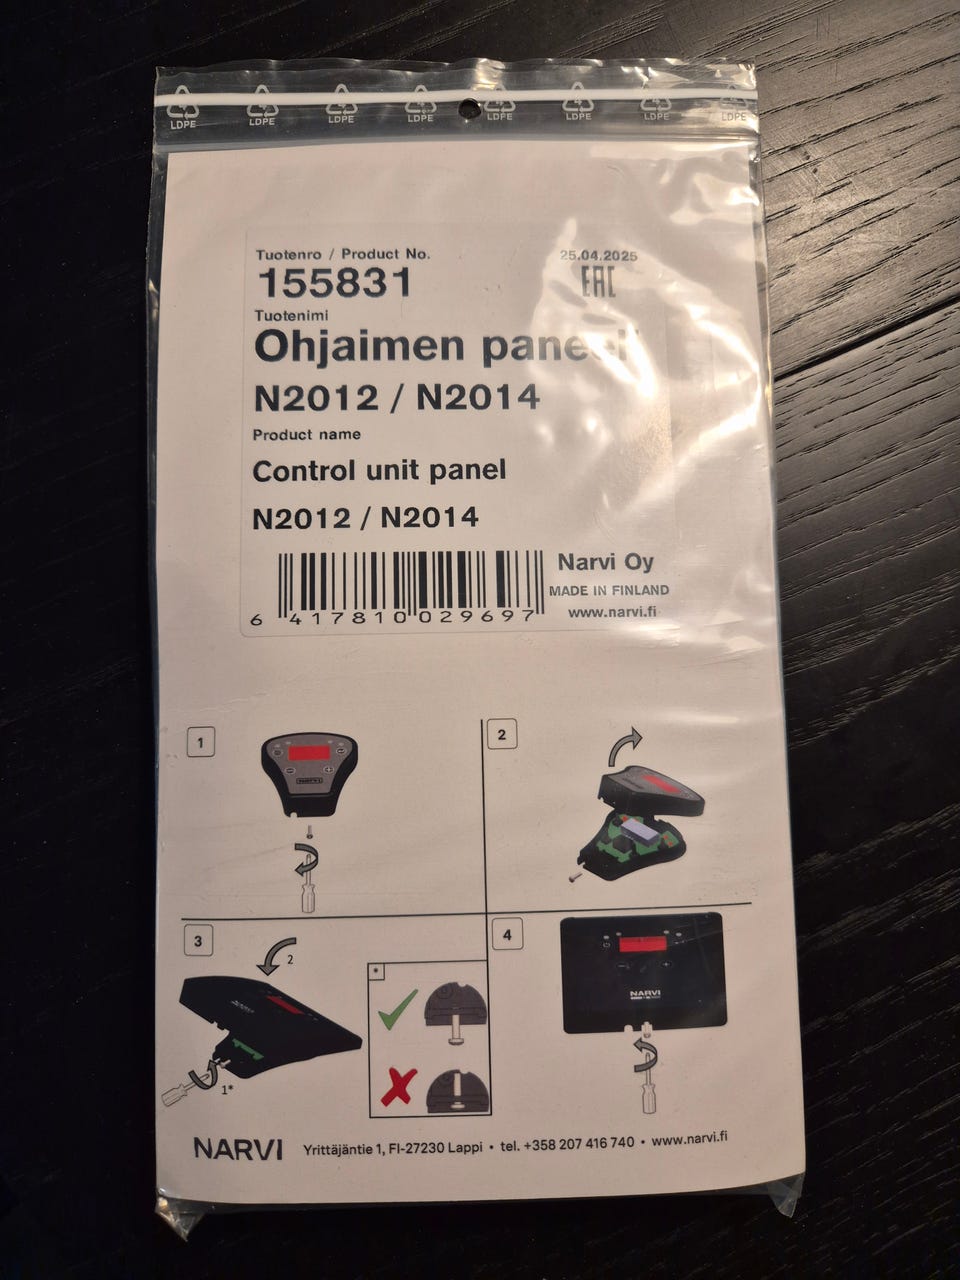 LDPE LDPE LDPE LDPE LDPE LDPE LDPE LDPE
Tuotenro / Product No.
155831
25.04.2025
EAC
Tuotenimi
Ohjaimen paneeli
N2012 / N2014
Product name
Control unit panel
N2012 / N2014
6 417810 029697
Narvi Oy
MADE IN FINLAND
www.narvi.fi
1
NARVI
2
3
2
1*
*
4
NARVI
NARVI Yrittäjäntie 1, FI-27230 Lappi • tel. +358 207 416 740 • www.narvi.fi